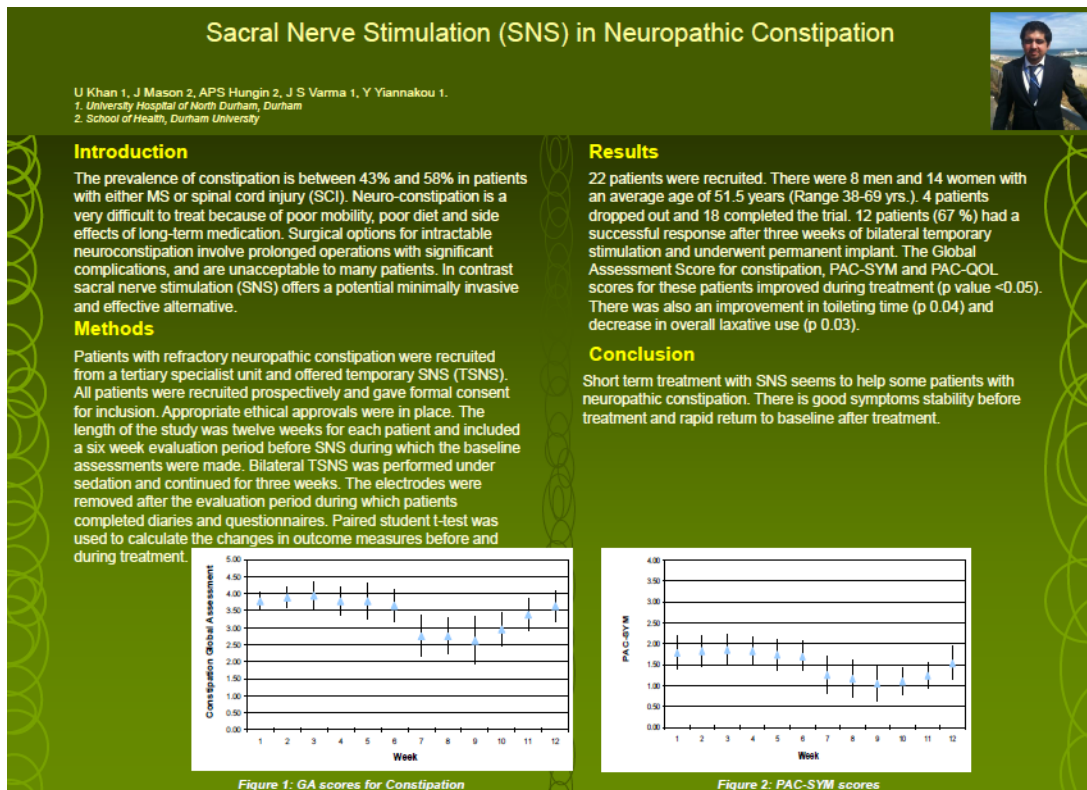 Sacral Nerve Stimulation (SNS) in Neuropathic Constipation
U Khan 1, J Mason 2, APS Hungin 2, J S Varma 1, Y Yiannakou 1.
1. University Hospital of North Durham, Durham
2. School of Health, Durham University
Introduction
The prevalence of constipation is between 43% and 58% in patients
with either MS or spinal cord injury (SCI). Neuro-constipation is a
very difficult to treat because of poor mobility, poor diet and side
effects of long-term medication. Surgical options for intractable
neuroconstipation involve prolonged operations with significant
complications, and are unacceptable to many patients. In contrast
sacral nerve stimulation (SNS) offers a potential minimally invasive
and effective alternative.
Methods
Patients with refractory neuropathic constipation were recruited
from a tertiary specialist unit and offered temporary SNS (TSNS).
All patients were recruited prospectively and gave formal consent
for inclusion. Appropriate ethical approvals were in place. The
length of the study was twelve weeks for each patient and included
a six week evaluation period before SNS during which the baseline
assessments were made. Bilateral TSNS was performed under
sedation and continued for three weeks. The electrodes were
removed after the evaluation period during which patients
completed diaries and questionnaires. Paired student t-test was
used to calculate the changes in outcome measures before and
during treatment.
Results
22 patients were recruited. There were 8 men and 14 women with
an average age of 51.5 years (Range 38-69 yrs.). 4 patients
dropped out and 18 completed the trial. 12 patients (67 %) had a
successful response after three weeks of bilateral temporary
stimulation and underwent permanent implant. The Global
Assessment Score for constipation, PAC-SYM and PAC-QOL
scores for these patients improved during treatment (p value <0.05).
There was also an improvement in toileting time (p 0.04) and
decrease in overall laxative use (p 0.03).
Conclusion
Short term treatment with SNS seems to help some patients with
neuropathic constipation. There is good symptoms stability before
treatment and rapid return to baseline after treatment.
Constipation Global Assessment
5.00
4.50
4.00
3.50
3.00
2.50
2.00
1.50
1.00
0.50
0.00
1 2 3 4 5 6 7 8 9 10 11 12
Week
Figure 1: GA scores for Constipation
PAC-SYM
4.00
3.50
3.00
2.50
2.00
1.50
1.00
0.50
0.00
1 2 3 4 5 6 7 8 9 10 11 12
Week
Figure 2: PAC-SYM scores